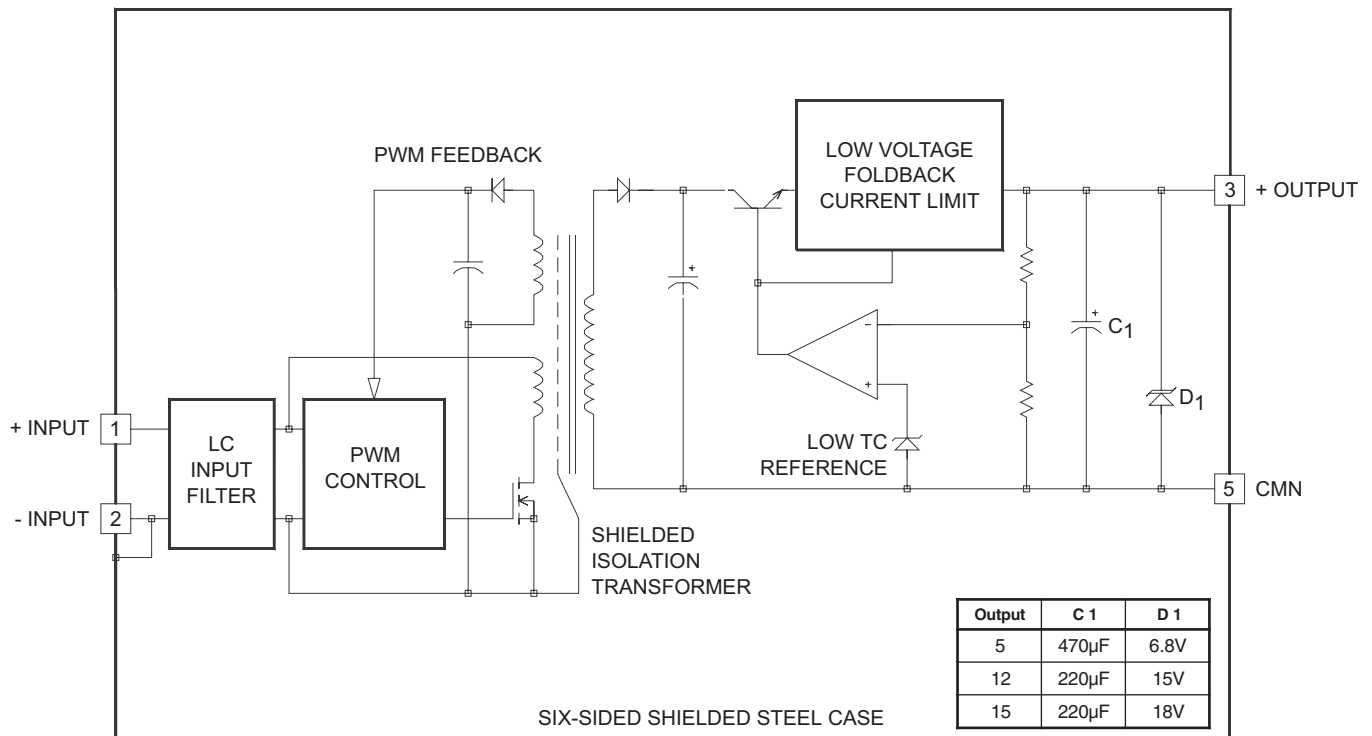 PWM FEEDBACK
LOW VOLTAGE
FOLDBACK
CURRENT LIMIT
3 + OUTPUT
+
+
C1
−
+
D1
+ INPUT 1
LC
INPUT
FILTER
PWM
CONTROL
LOW TC
REFERENCE
- INPUT 2
5 CMN
SHIELDED
ISOLATION
TRANSFORMER
Output C 1 D 1
5 470µF 6.8V
12 220µF 15V
15 220µF 18V
SIX-SIDED SHIELDED STEEL CASE